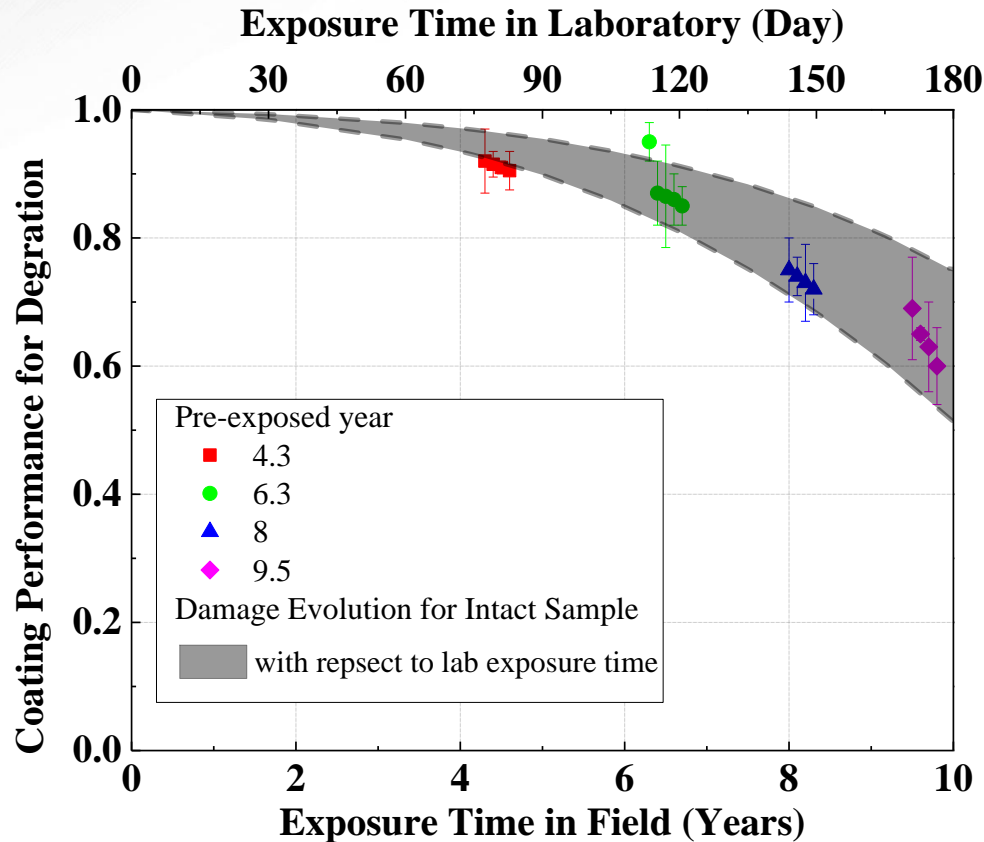 Exposure Time in Laboratory (Day)
0 30 60 90 120 150 180
Coating Performance for Degration
1.0
0.8
0.6
0.4
0.2
0.0
Pre-exposed year
4.3
6.3
8
9.5
Damage Evolution for Intact Sample
with repsect to lab exposure time
0 2 4 6 8 10
Exposure Time in Field (Years)